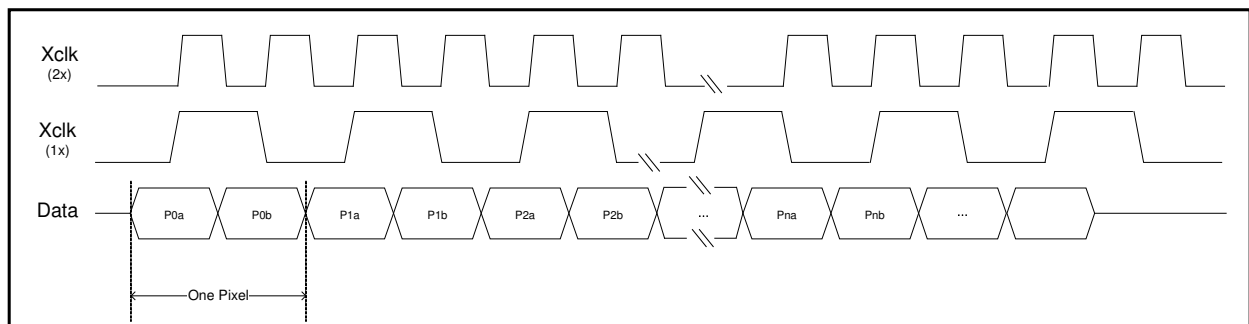 Xclk
(2x)
Xclk
(1x)
Data
P0a P0b P1a P1b P2a P2b ... Pna Pnb ...
One Pixel